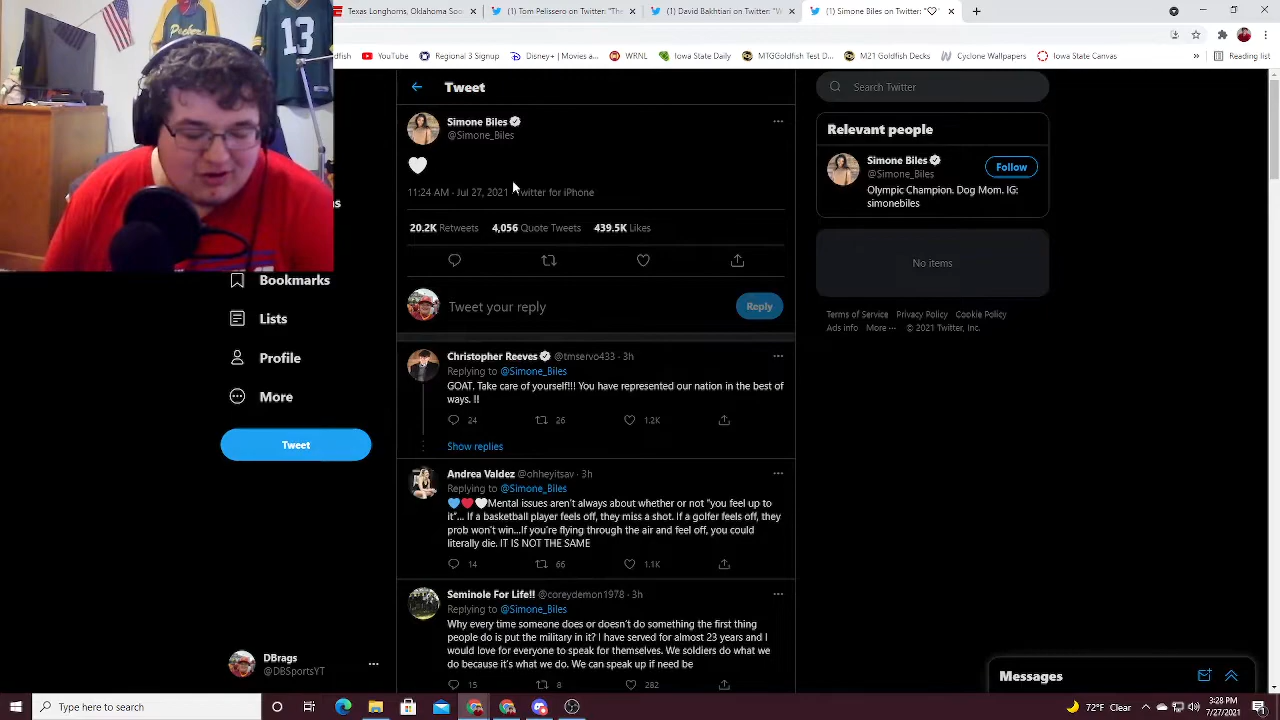 Texas Longhorns, Oklahoma Soo
(1) Tom Pelissero on Twitter: "The
(1) David Bakhtiari on Twitter: "W
(1) Simone Biles on Twitter: "🤍"
dfish
YouTube
Regional 3 Signup
Disney+ | Movies a...
WRNL
Iowa State Daily
MTGGoldfish Test D...
M21 Goldfish Decks
Cyclone Wallpapers
Iowa State Canvas
Reading list
Packer
13
Tweet
Search Twitter
Simone Biles
@Simone_Biles
🤍
11:24 AM · Jul 27, 2021 Twitter for iPhone
20.2K Retweets 4,056 Quote Tweets 439.5K Likes
Tweet your reply
Reply
Christopher Reeves @tmservo433 · 3h
Replying to @Simone_Biles
GOAT. Take care of yourself!!! You have represented our nation in the best of
ways. !!
24 26 1.2K
Show replies
Andrea Valdez @ohheyitsav · 3h
Replying to @Simone_Biles
💙❤️🤍Mental issues aren't always about whether or not "you feel up to
it"... If a basketball player feels off, they miss a shot. If a golfer feels off, they
prob won't win...If you're flying through the air and feel off, you could
literally die. IT IS NOT THE SAME
14 66 1.1K
Seminole For Life!! @coreydemon1978 · 3h
Replying to @Simone_Biles
Why every time someone does or doesn't do something the first thing
people do is put the military in it? I have served for almost 23 years and I
would love for everyone to speak for themselves. We soldiers do what we
do because it's what we do. We can speak up if need be
15 8 282
Relevant people
Simone Biles
@Simone_Biles
Follow
Olympic Champion. Dog Mom. IG:
simonebiles
No items
Terms of Service Privacy Policy Cookie Policy
Ads info More ··· © 2021 Twitter, Inc.
ns
Bookmarks
Lists
Profile
More
Tweet
DBrags
@DBSportsYT
Messages
Type here to search
72°F
3:28 PM
7/27/2021